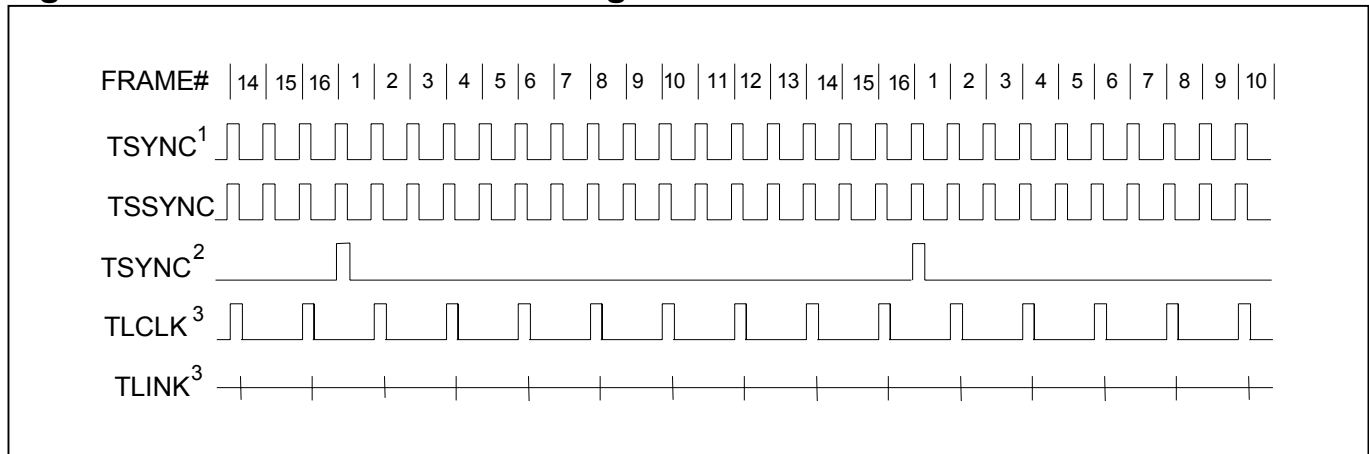 FRAME# 14 15 16 1 2 3 4 5 6 7 8 9 10 11 12 13 14 15 16 1 2 3 4 5 6 7 8 9 10
TSYNC¹
TSSYNC
TSYNC²
TLCLK³
TLINK³